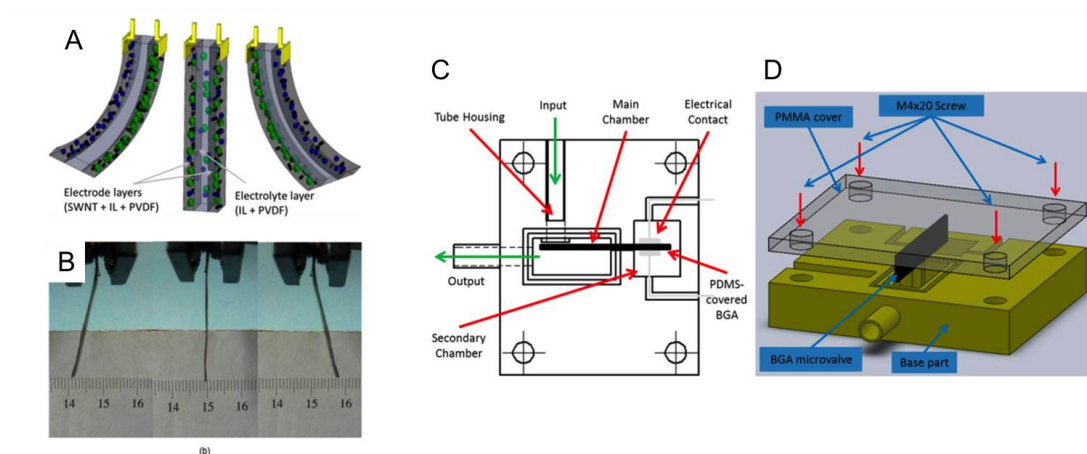 A
Electrode layers
(SWNT + IL + PVDF)
Electrolyte layer
(IL + PVDF)
B
14 15 16 14 15 16 14 15 16
(b)
C
Input
Main
Chamber
Electrical
Contact
Tube Housing
Output
PDMS-
covered
BGA
Secondary
Chamber
D
M4x20 Screw
PMMA cover
BGA microvalve
Base part